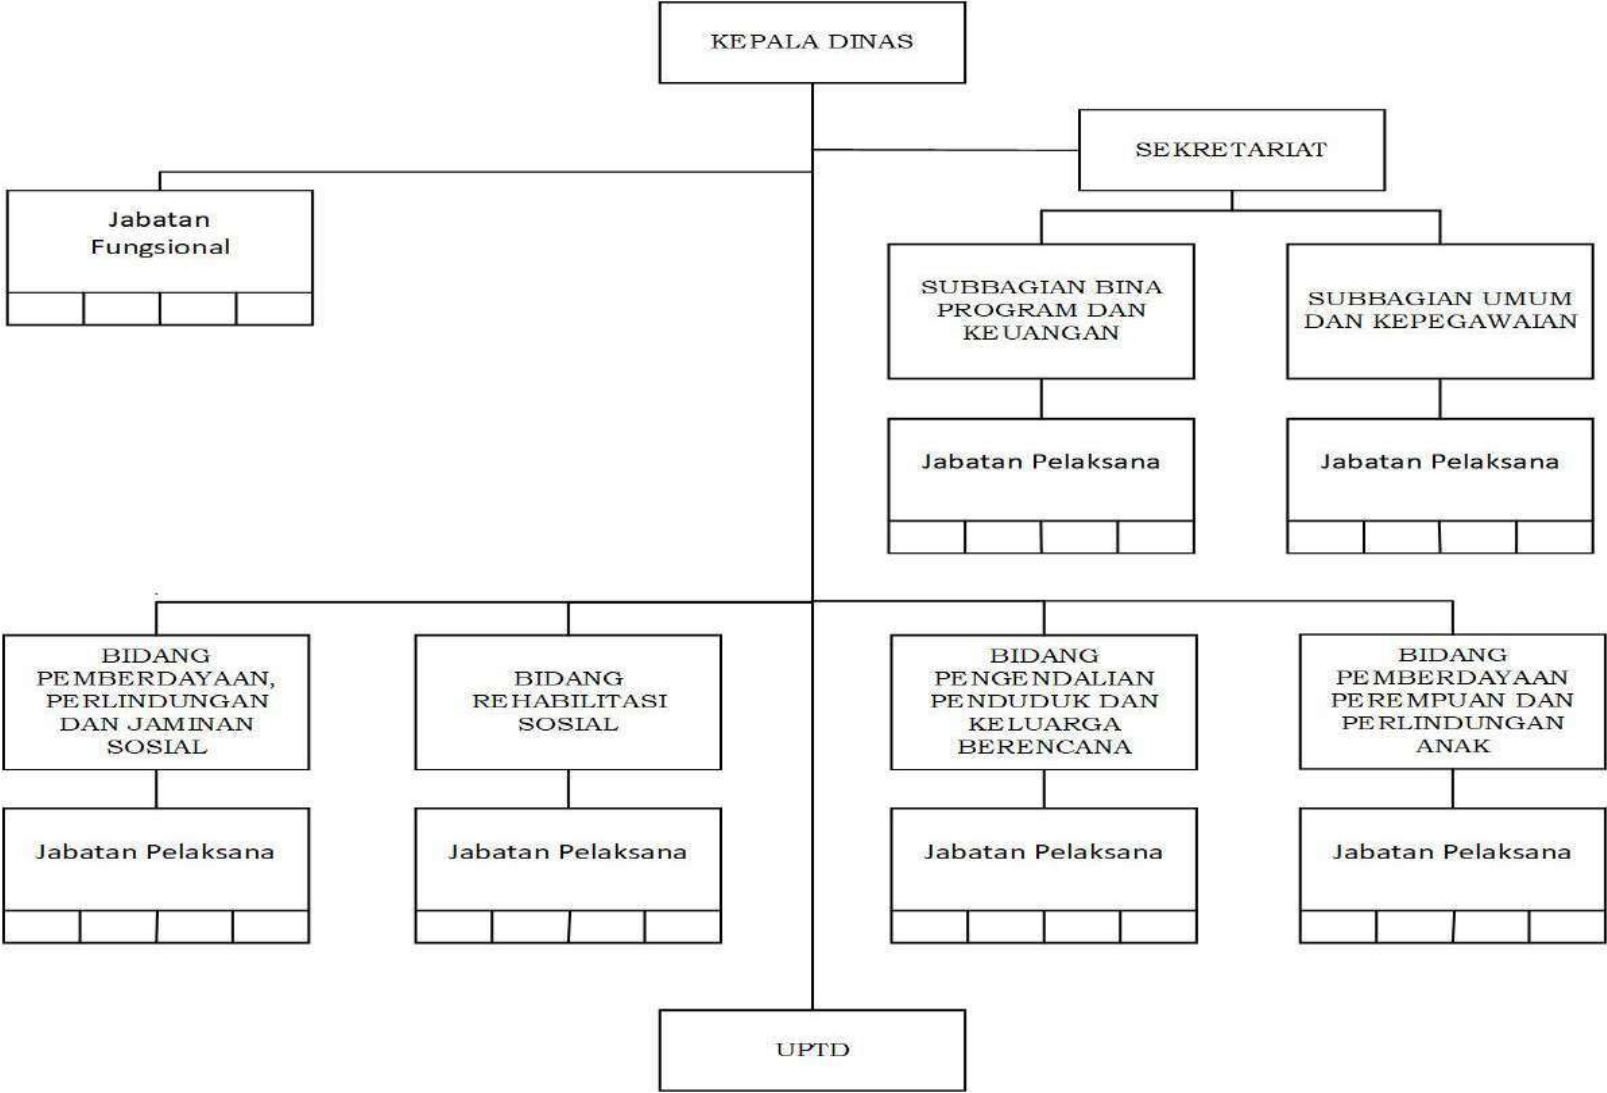 KEPALA DINAS
SEKRETARIAT
Jabatan
Fungsional
SUBBAGIAN BINA
PROGRAM DAN
KEUANGAN
SUBBAGIAN UMUM
DAN KEPEGAWAIAN
Jabatan Pelaksana
Jabatan Pelaksana
BIDANG
PEMBERDAYAAN,
PERLINDUNGAN
DAN JAMINAN
SOSIAL
BIDANG
REHABILITASI
SOSIAL
BIDANG
PENGENDALIAN
PENDUDUK DAN
KELUARGA
BERENCANA
BIDANG
PEMBERDAYAAN
PEREMPUAN DAN
PERLINDUNGAN
ANAK
Jabatan Pelaksana
Jabatan Pelaksana
Jabatan Pelaksana
Jabatan Pelaksana
UPTD